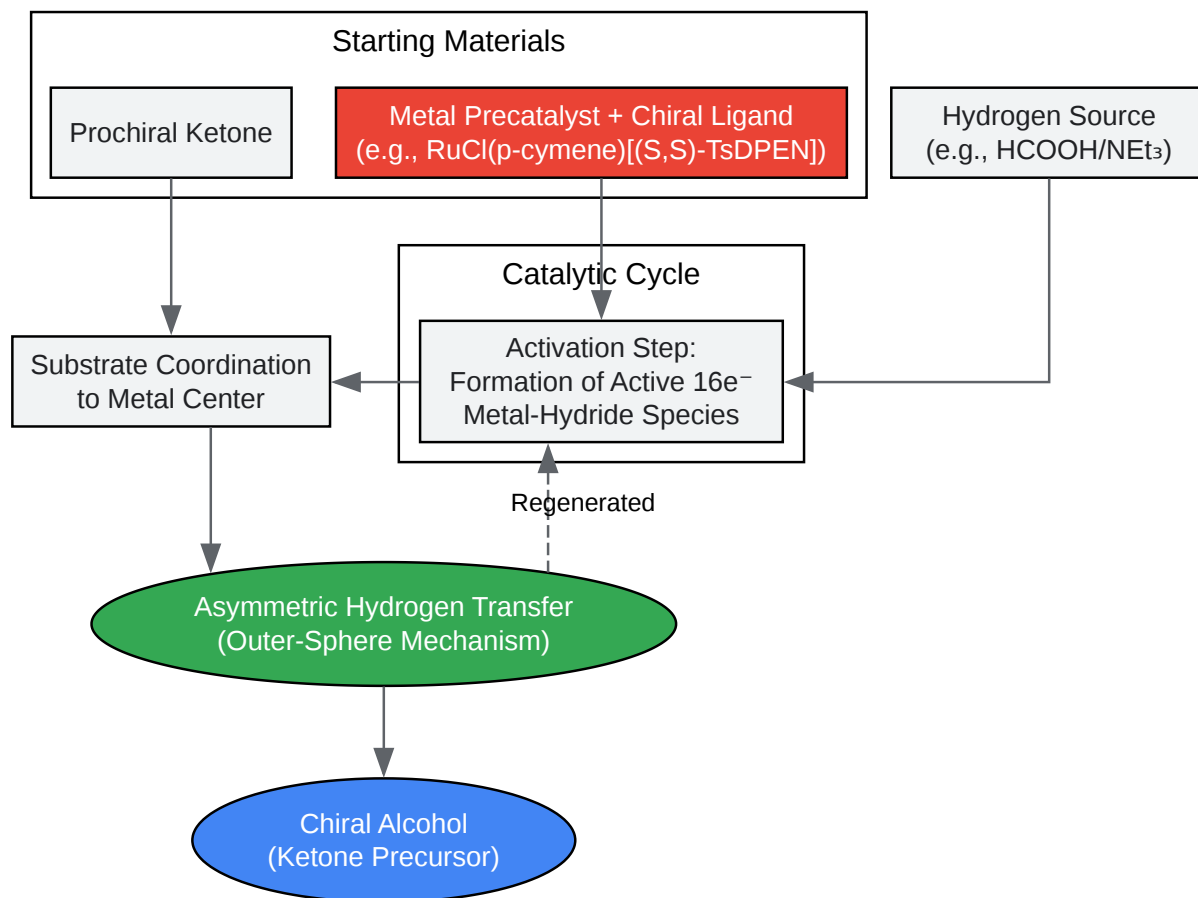 Starting Materials
Prochiral Ketone
Metal Precatalyst + Chiral Ligand
(e.g., RuCl(p-cymene)[(S,S)-TsDPEN])
Hydrogen Source
(e.g., HCOOH/NEt₃)
Catalytic Cycle
Substrate Coordination
to Metal Center
Activation Step:
Formation of Active 16e⁻
Metal-Hydride Species
Regenerated
Asymmetric Hydrogen Transfer
(Outer-Sphere Mechanism)
Chiral Alcohol
(Ketone Precursor)